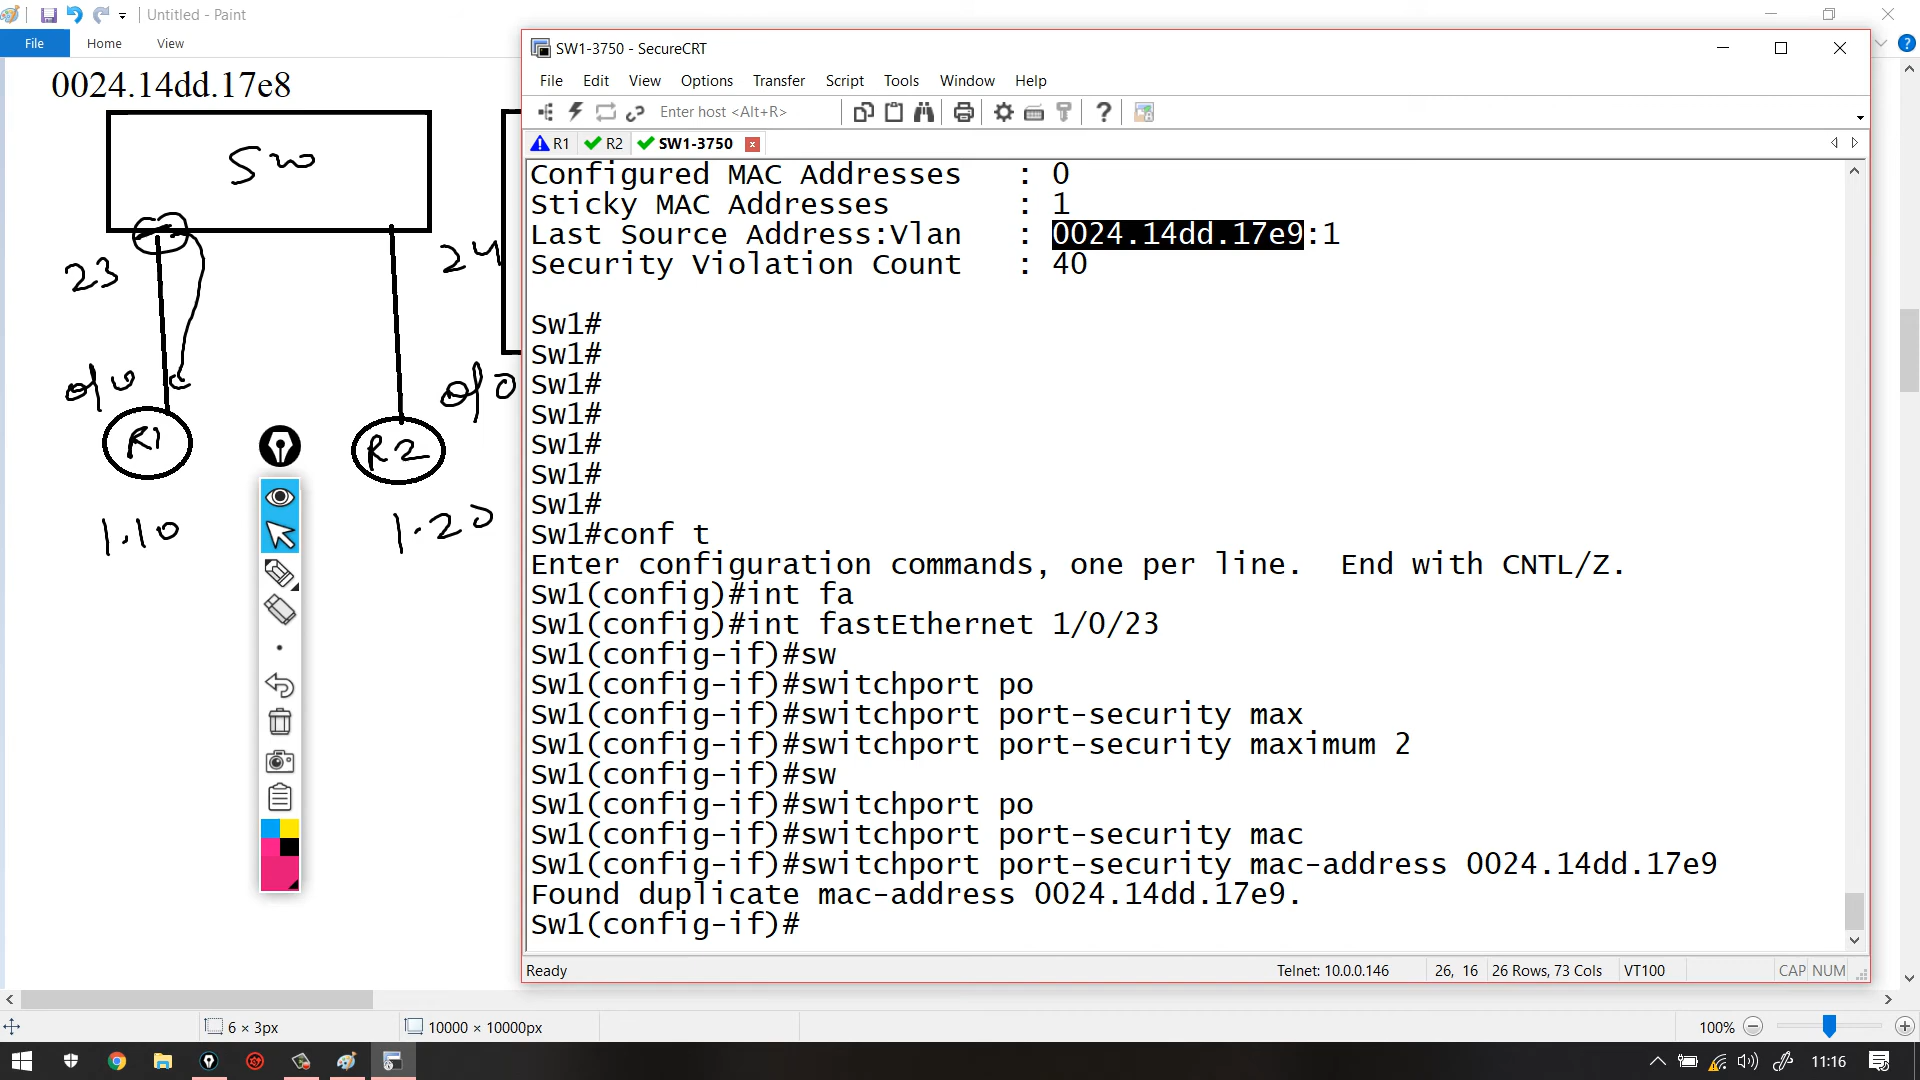 Untitled - Paint
File Home View
0024.14dd.17e8
SW
23
24
0/0
0/0
R1
R2
1.10
1.20
SW1-3750 - SecureCRT
File Edit View Options Transfer Script Tools Window Help
Enter host <Alt+R>
R1 R2 SW1-3750
Configured MAC Addresses : 0
Sticky MAC Addresses : 1
Last Source Address:Vlan : 0024.14dd.17e9:1
Security Violation Count : 40
Sw1#
Sw1#
Sw1#
Sw1#
Sw1#
Sw1#
Sw1#
Sw1#conf t
Enter configuration commands, one per line.  End with CNTL/Z.
Sw1(config)#int fa
Sw1(config)#int fastEthernet 1/0/23
Sw1(config-if)#sw
Sw1(config-if)#switchport po
Sw1(config-if)#switchport port-security max
Sw1(config-if)#switchport port-security maximum 2
Sw1(config-if)#sw
Sw1(config-if)#switchport po
Sw1(config-if)#switchport port-security mac
Sw1(config-if)#switchport port-security mac-address 0024.14dd.17e9
Found duplicate mac-address 0024.14dd.17e9.
Sw1(config-if)#
Ready Telnet: 10.0.0.146 26, 16 26 Rows, 73 Cols VT100 CAP NUM
6 × 3px 10000 × 10000px 100%
11:16